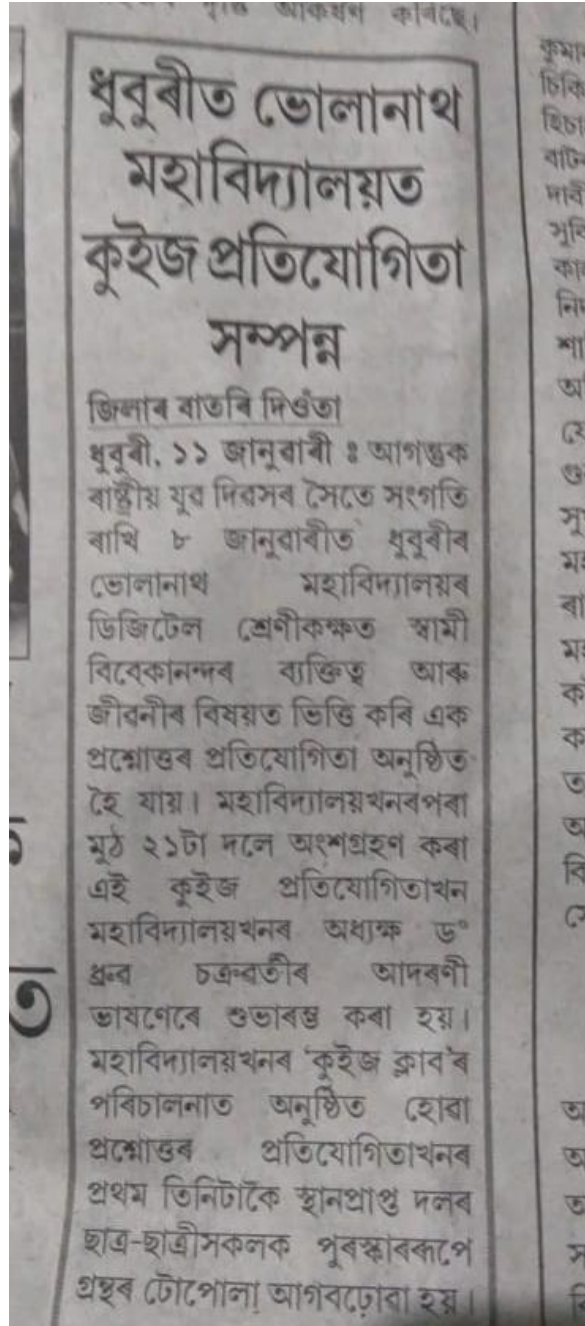 আকৰ্ষণ কৰিছে।
ধুবুৰীত ভোলানাথ
মহাবিদ্যালয়ত
কুইজ প্ৰতিযোগিতা
সম্পন্ন
জিলাৰ বাতৰি দিওঁতা
ধুবুৰী, ১১ জানুৱাৰী ঃ আগন্তুক
ৰাষ্ট্ৰীয় যুৱ দিৱসৰ সৈতে সংগতি
ৰাখি ৮ জানুৱাৰীত ধুবুৰীৰ
ভোলানাথ মহাবিদ্যালয়ৰ
ডিজিটেল শ্ৰেণীকক্ষত স্বামী
বিবেকানন্দৰ ব্যক্তিত্ব আৰু
জীৱনীৰ বিষয়ত ভিত্তি কৰি এক
প্ৰশ্নোত্তৰ প্ৰতিযোগিতা অনুষ্ঠিত
হৈ যায়। মহাবিদ্যালয়খনৰপৰা
মুঠ ২১টা দলে অংশগ্ৰহণ কৰা
এই কুইজ প্ৰতিযোগিতাখন
মহাবিদ্যালয়খনৰ অধ্যক্ষ ড°
ধ্ৰুব চক্ৰৱৰ্তীৰ আদৰণী
ভাষণেৰে শুভাৰম্ভ কৰা হয়।
মহাবিদ্যালয়খনৰ 'কুইজ ক্লাব'ৰ
পৰিচালনাত অনুষ্ঠিত হোৱা
প্ৰশ্নোত্তৰ প্ৰতিযোগিতাখনৰ
প্ৰথম তিনিটাকৈ স্থানপ্ৰাপ্ত দলৰ
ছাত্ৰ-ছাত্ৰীসকলক পুৰস্কাৰৰূপে
গ্ৰন্থৰ টোপোলা আগবঢ়োৱা হয়।